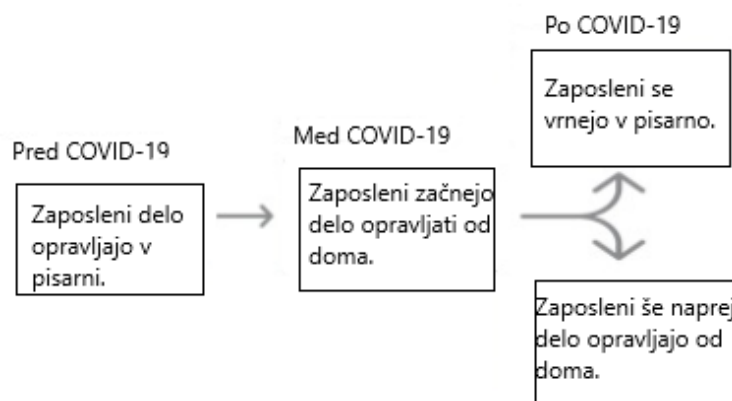 Pred COVID-19
Zaposleni delo
opravljajo v
pisarni.
Med COVID-19
Zaposleni začnejo
delo opravljati od
doma.
Po COVID-19
Zaposleni se
vrnejo v pisarno.
Zaposleni še naprej
delo opravljajo od
doma.